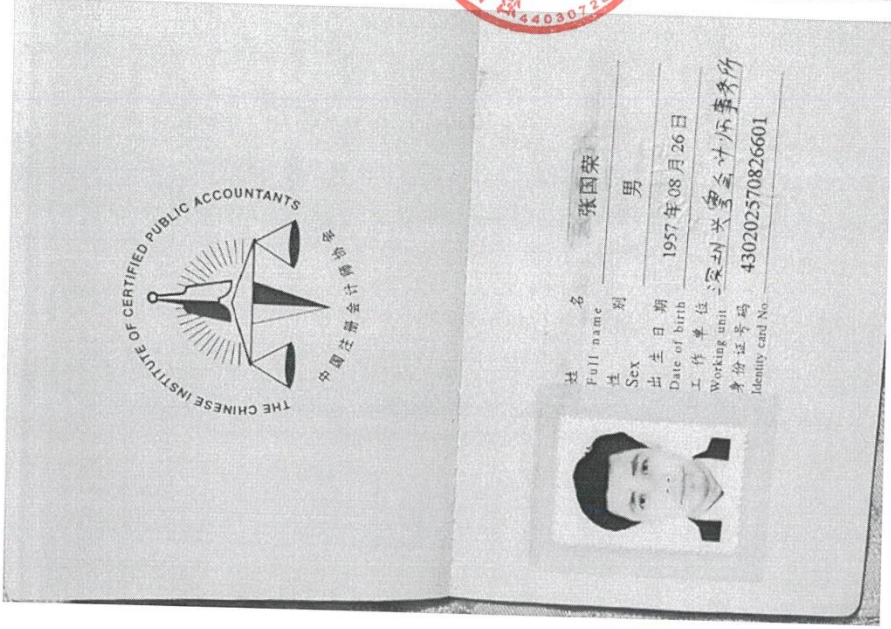 THE CHINESE INSTITUTE OF CERTIFIED PUBLIC ACCOUNTANTS
中国注册会计师协会
姓 名 张国荣
Full name
性 别 男
Sex
出 生 日 期 1957年08月26日
Date of birth
工 作 单 位 深圳兴粤会计师事务所
Working unit
身 份 证 号 码 430202570826601
Identity card No.
4403072